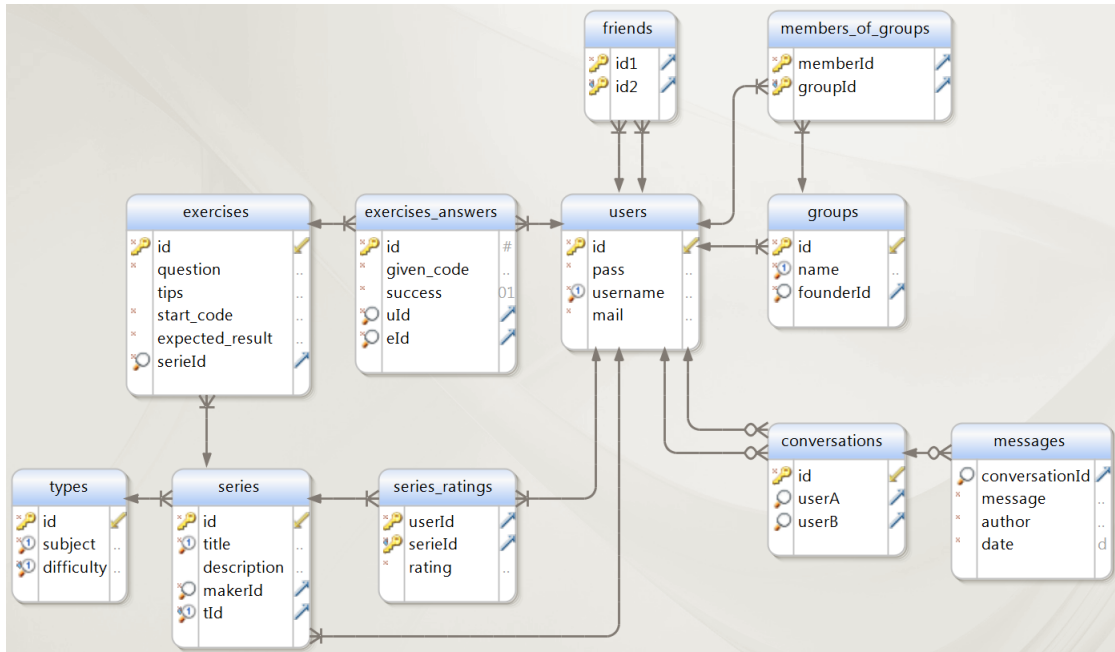 friends
id1
id2
members_of_groups
memberId
groupId
exercises
id
question
tips
start_code
expected_result
serieId
exercises_answers
id #
given_code ..
success 01
uId
eId
users
id
pass ..
username ..
mail ..
groups
id
name ..
founderId
types
id
subject ..
difficulty ..
series
id
title ..
description ..
makerId
tId
series_ratings
userId
serieId
rating ..
conversations
id
userA
userB
messages
conversationId
message ..
author ..
date d